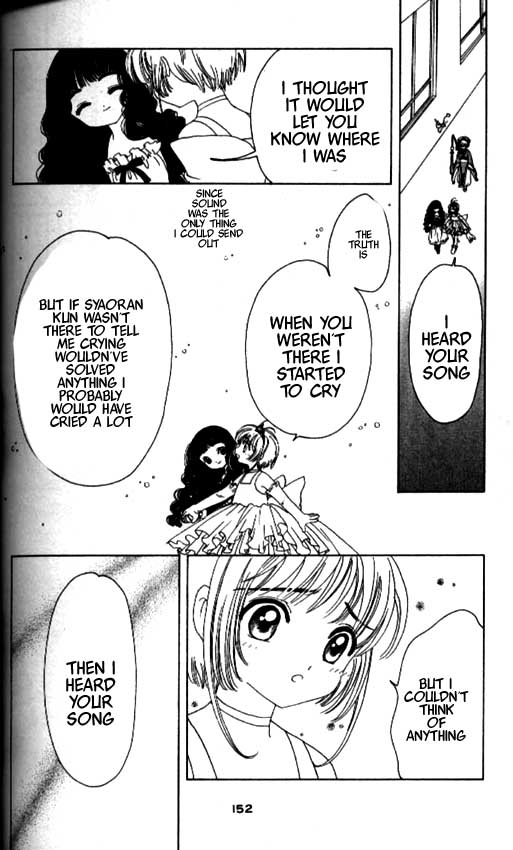 I
HEARD
YOUR
SONG
I THOUGHT
IT WOULD
LET YOU
KNOW WHERE
I WAS
SINCE
SOUND
WAS THE
ONLY THING
I COULD SEND
OUT
THE
TRUTH
IS
WHEN YOU
WEREN'T
THERE I
STARTED
TO CRY
BUT IF SYAORAN
KUN WASN'T
THERE TO TELL
ME CRYING
WOULDN'VE
SOLVED
ANYTHING I
PROBABLY
WOULD HAVE
CRIED A LOT
BUT I
COULDN'T
THINK
OF
ANYTHING
THEN I
HEARD
YOUR
SONG
152